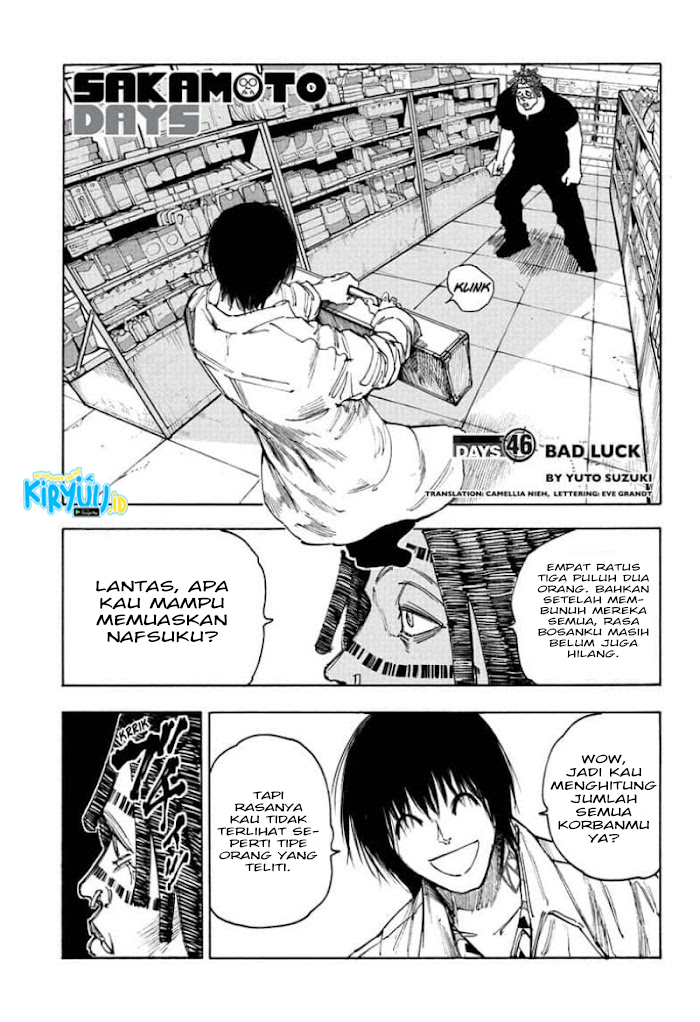 SAKAMOTO
DAYS
KLINK
DAYS 46 BAD LUCK
BY YUTO SUZUKI
TRANSLATION: CAMELLIA NIEH, LETTERING: EVE GRANDT
KIRYUU.ID
EMPAT RATUS
TIGA PULUH DUA
ORANG. BAHKAN
SETELAH MEM-
BUNUH MEREKA
SEMUA, RASA
BOSANKU MASIH
BELUM JUGA
HILANG.
LANTAS, APA
KAU MAMPU
MEMUASKAN
NAFSUKU?
WOW,
JADI KAU
MENGHITUNG
JUMLAH
SEMUA
KORBANMU
YA?
TAPI
RASANYA
KAU TIDAK
TERLIHAT SE-
PERTI TIPE
ORANG YANG
TELITI.
KRRIK